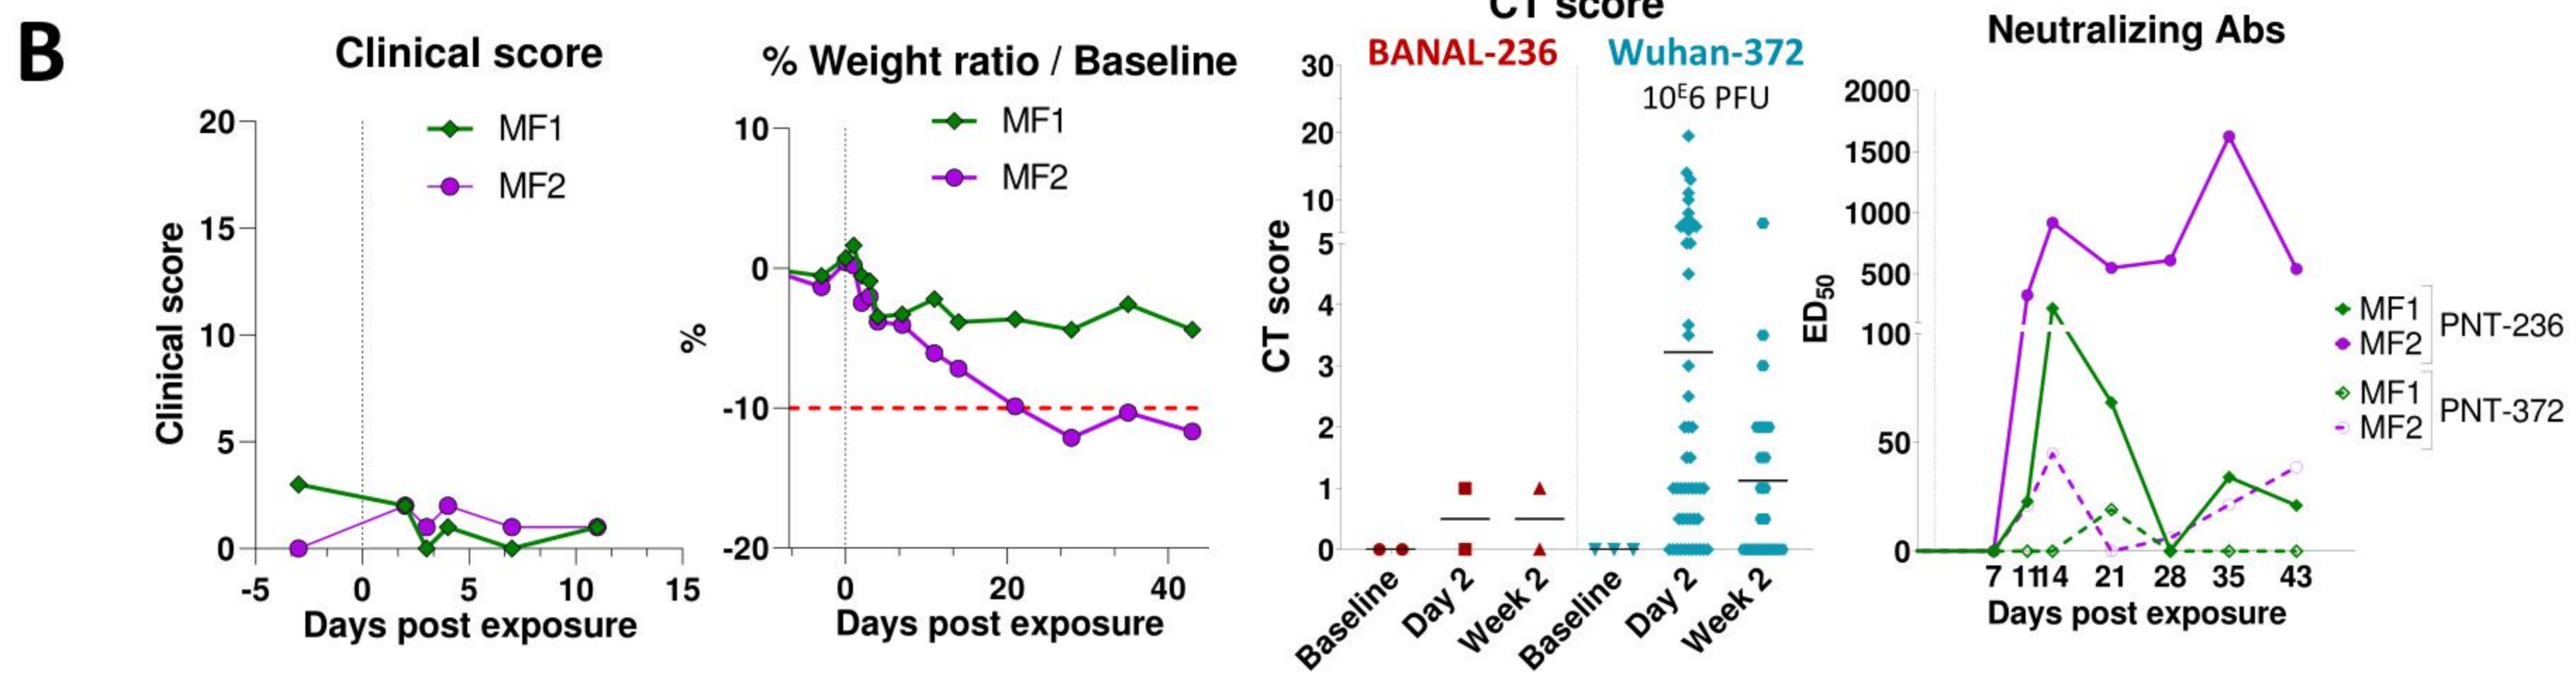 B
Clinical score
MF1
MF2
Clinical score
20
15
10
5
0
-5 0 5 10 15
Days post exposure
% Weight ratio / Baseline
MF1
MF2
%
10
0
-10
-20
0 20 40
Days post exposure
CT score
BANAL-236 Wuhan-372
10E6 PFU
CT score
30
20
10
5
4
3
2
1
0
Baseline
Day 2
Week 2
Baseline
Day 2
Week 2
Neutralizing Abs
ED50
2000
1500
1000
500
100
50
0
7 11 14 21 28 35 43
Days post exposure
MF1
MF2
PNT-236
MF1
MF2
PNT-372